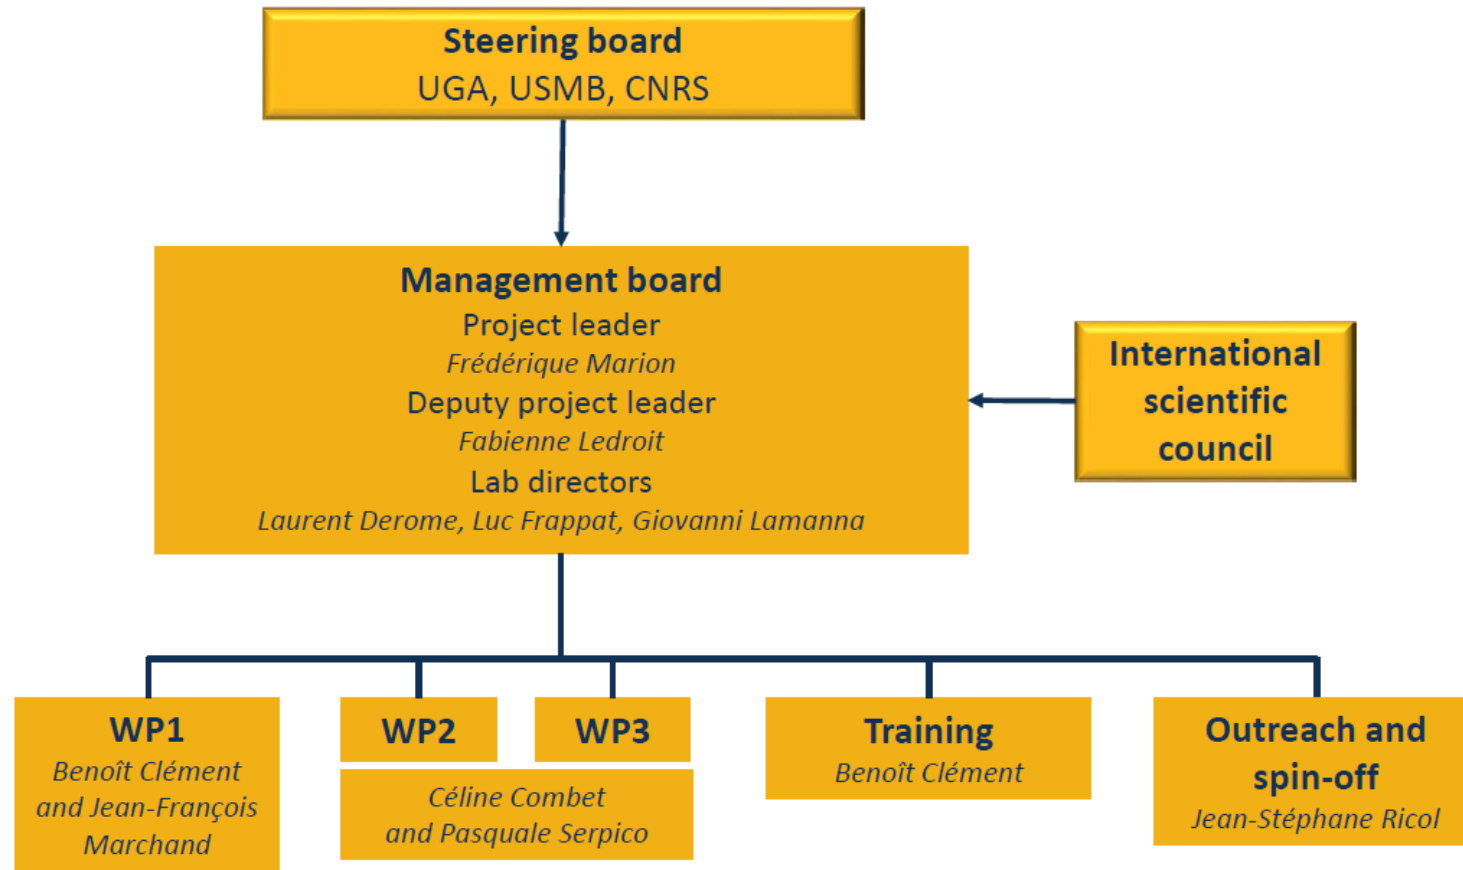 Steering board
UGA, USMB, CNRS
Management board
Project leader
Frédérique Marion
Deputy project leader
Fabienne Ledroit
Lab directors
Laurent Derome, Luc Frappat, Giovanni Lamanna
International
scientific
council
WP1
Benoît Clément
and Jean-François
Marchand
WP2
WP3
Céline Combet
and Pasquale Serpico
Training
Benoît Clément
Outreach and
spin-off
Jean-Stéphane Ricol